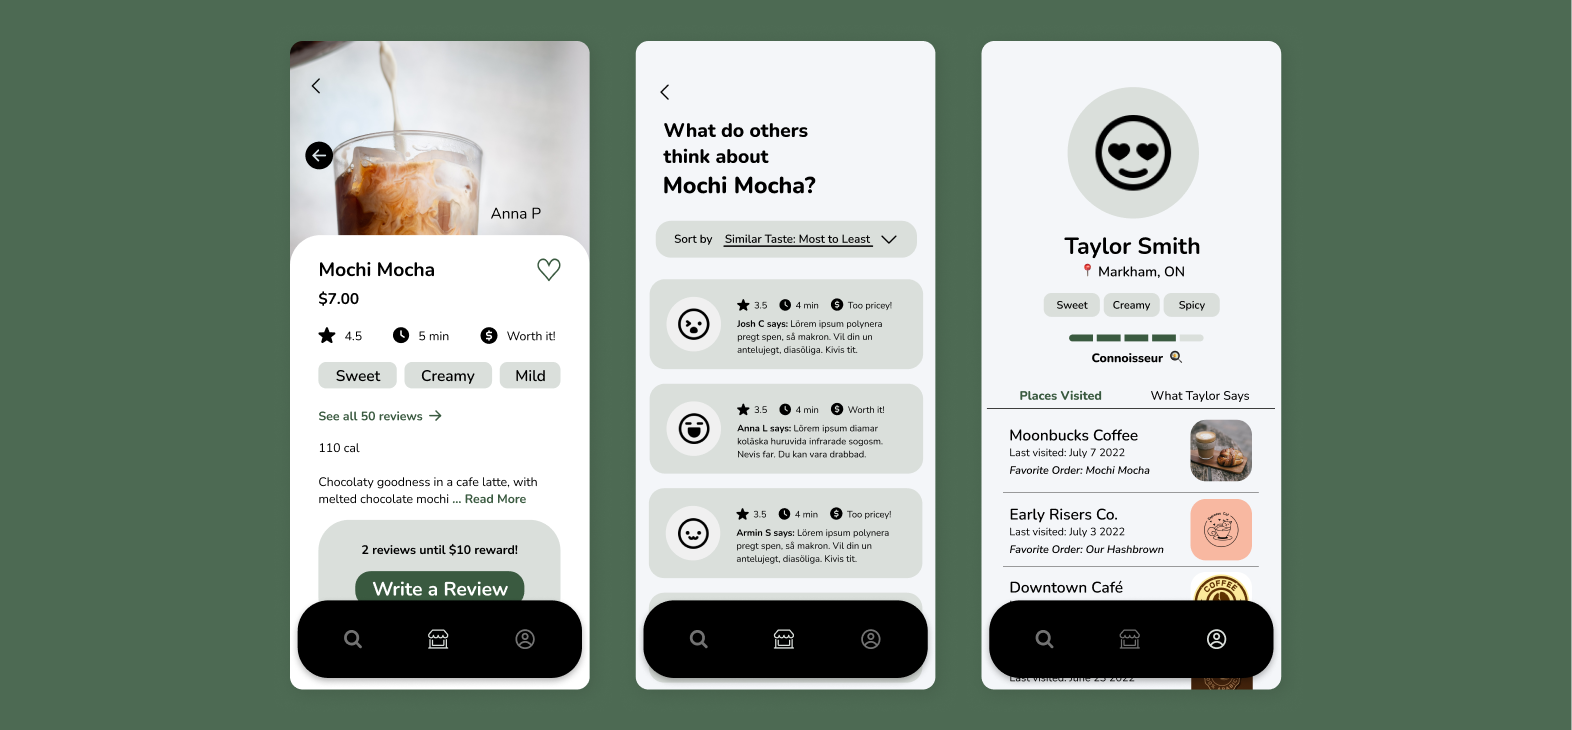 Anna P
Mochi Mocha
$7.00
4.5 5 min Worth it!
Sweet Creamy Mild
See all 50 reviews →
110 cal
Chocolaty goodness in a cafe latte, with
melted chocolate mochi ... Read More
2 reviews until $10 reward!
Write a Review
What do others
think about
Mochi Mocha?
Sort by Similar Taste: Most to Least
3.5 4 min Too pricey!
Josh C says: Lörem ipsum polynera
pregt spen, så makron. Vil din un
antelujegt, diasöliga. Kivis tit.
3.5 4 min Worth it!
Anna L says: Lörem ipsum diamar
koläska huruvida infrarade sogosm.
Nevis far. Du kan vara drabbad.
3.5 4 min Too pricey!
Armin S says: Lörem ipsum polynera
pregt spen, så makron. Vil din un
antelujegt, diasöliga. Kivis tit.
Taylor Smith
Markham, ON
Sweet Creamy Spicy
Connoisseur
Places Visited What Taylor Says
Moonbucks Coffee
Last visited: July 7 2022
Favorite Order: Mochi Mocha
Early Risers Co.
Last visited: July 3 2022
Favorite Order: Our Hashbrown
Downtown Café
COFFEE
Last visited: June 23 2022